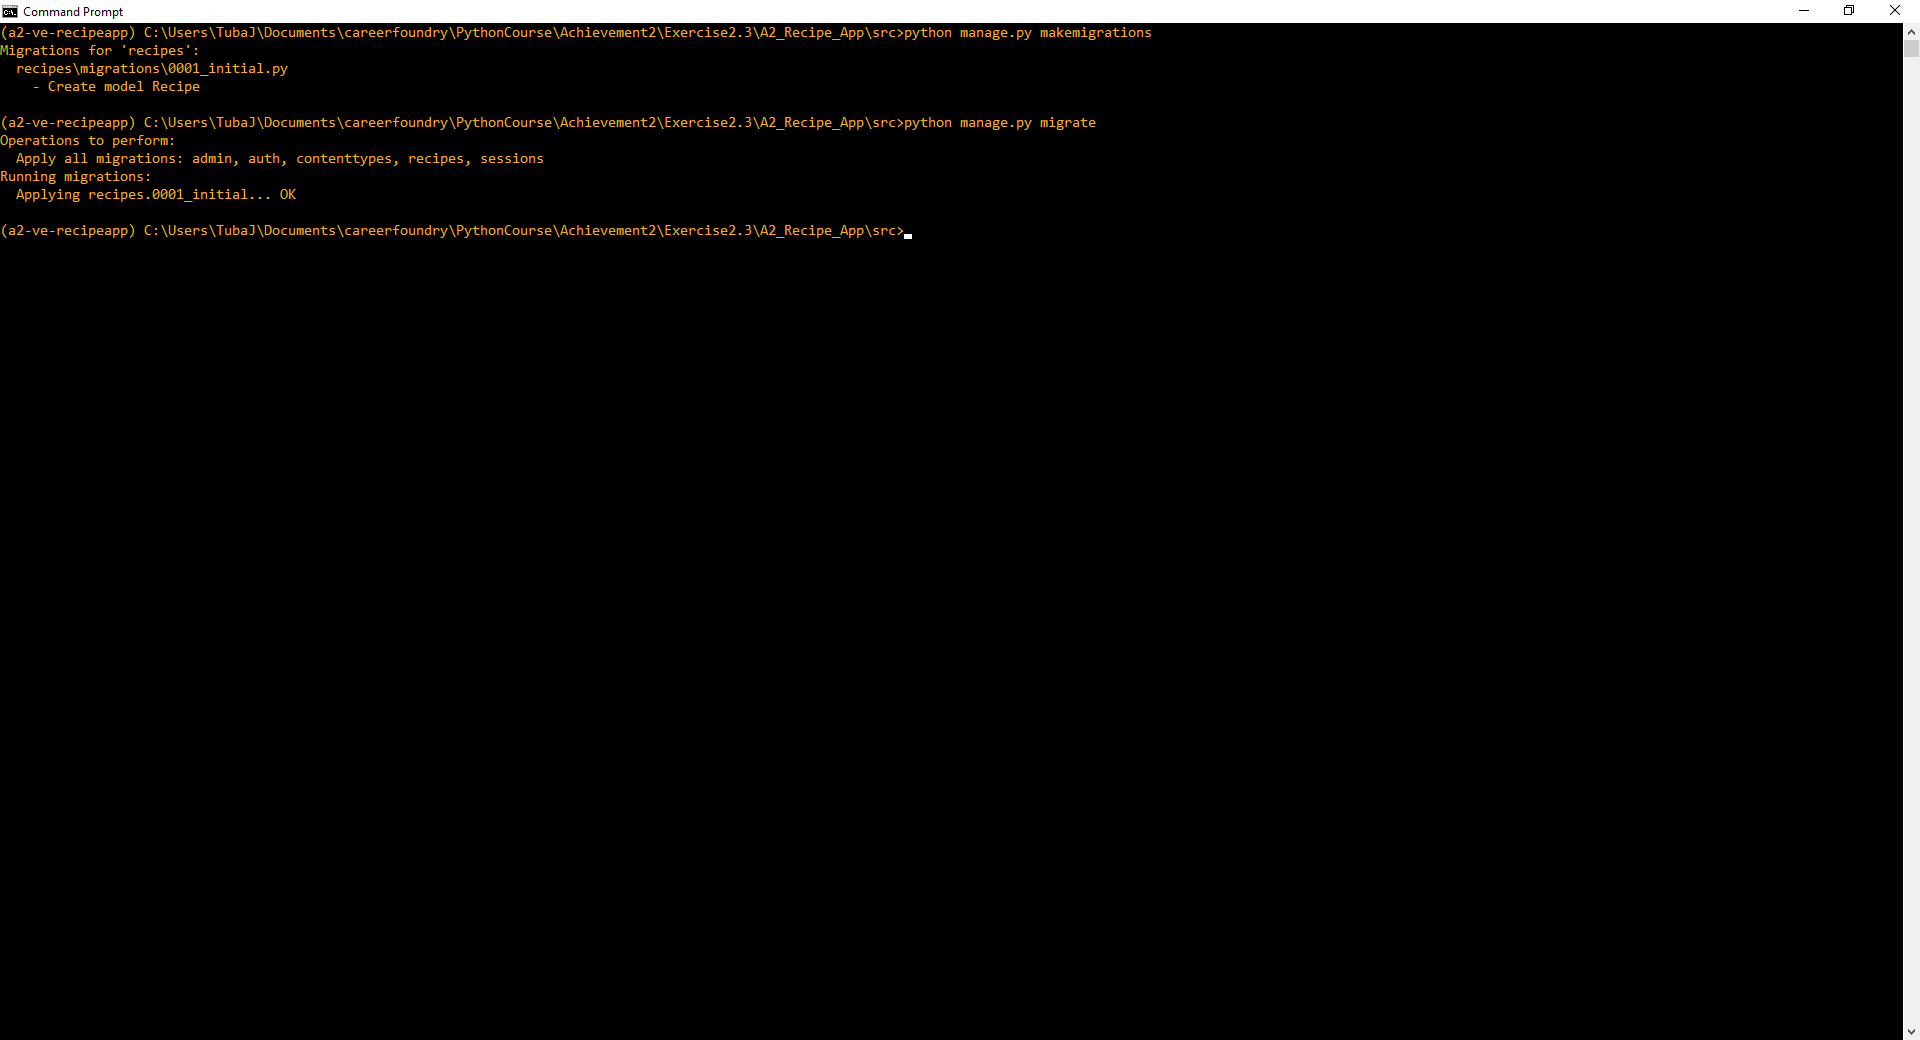 Command Prompt
(a2-ve-recipeapp) C:\Users\TubaJ\Documents\careerfoundry\PythonCourse\Achievement2\Exercise2.3\A2_Recipe_App\src>python manage.py makemigrations
Migrations for 'recipes':
  recipes\migrations\0001_initial.py
    - Create model Recipe
(a2-ve-recipeapp) C:\Users\TubaJ\Documents\careerfoundry\PythonCourse\Achievement2\Exercise2.3\A2_Recipe_App\src>python manage.py migrate
Operations to perform:
  Apply all migrations: admin, auth, contenttypes, recipes, sessions
Running migrations:
  Applying recipes.0001_initial... OK
(a2-ve-recipeapp) C:\Users\TubaJ\Documents\careerfoundry\PythonCourse\Achievement2\Exercise2.3\A2_Recipe_App\src>